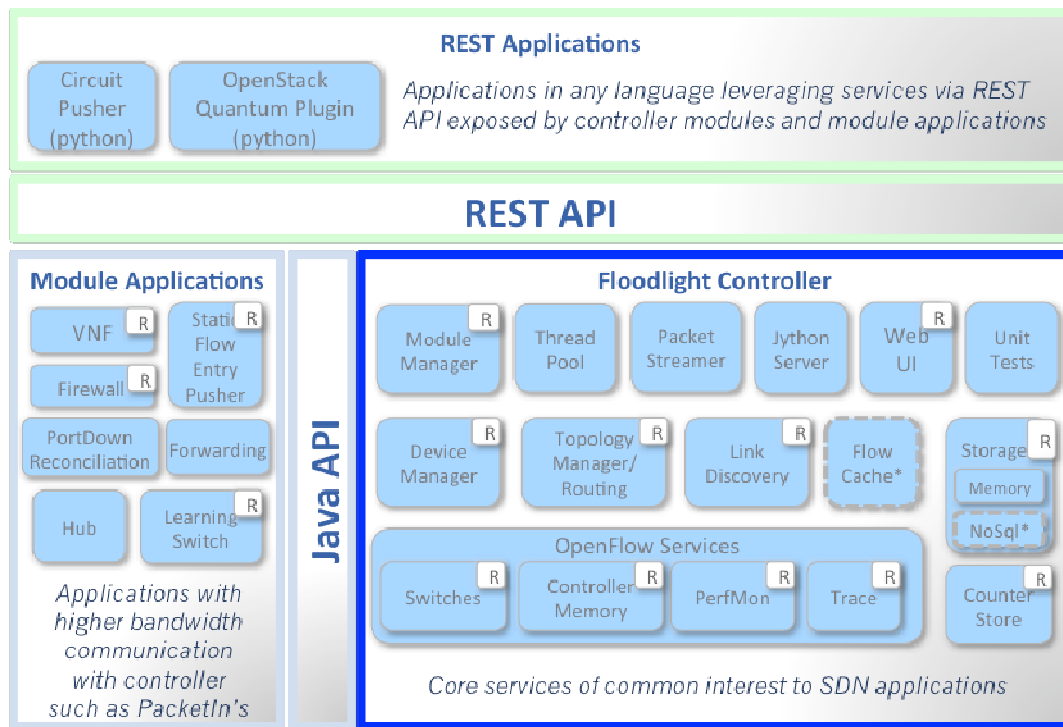 REST Applications
Circuit
Pusher
(python)
OpenStack
Quantum Plugin
(python)
Applications in any language leveraging services via REST
API exposed by controller modules and module applications
REST API
Module Applications
VNF
R
Static
R
Flow
Entry
Pusher
Firewall
R
PortDown
Reconciliation
Forwarding
Hub
Learning
Switch
R
Applications with
higher bandwidth
communication
with controller
such as PacketIn's
Java API
Floodlight Controller
Module
Manager
R
Thread
Pool
Packet
Streamer
Jython
Server
Web
UI
R
Unit
Tests
Device
Manager
R
Topology
Manager/
Routing
R
Link
Discovery
R
Flow
Cache*
Storage
R
Memory
NoSql*
OpenFlow Services
Switches
R
Controller
Memory
R
PerfMon
R
Trace
R
Counter
Store
R
Core services of common interest to SDN applications